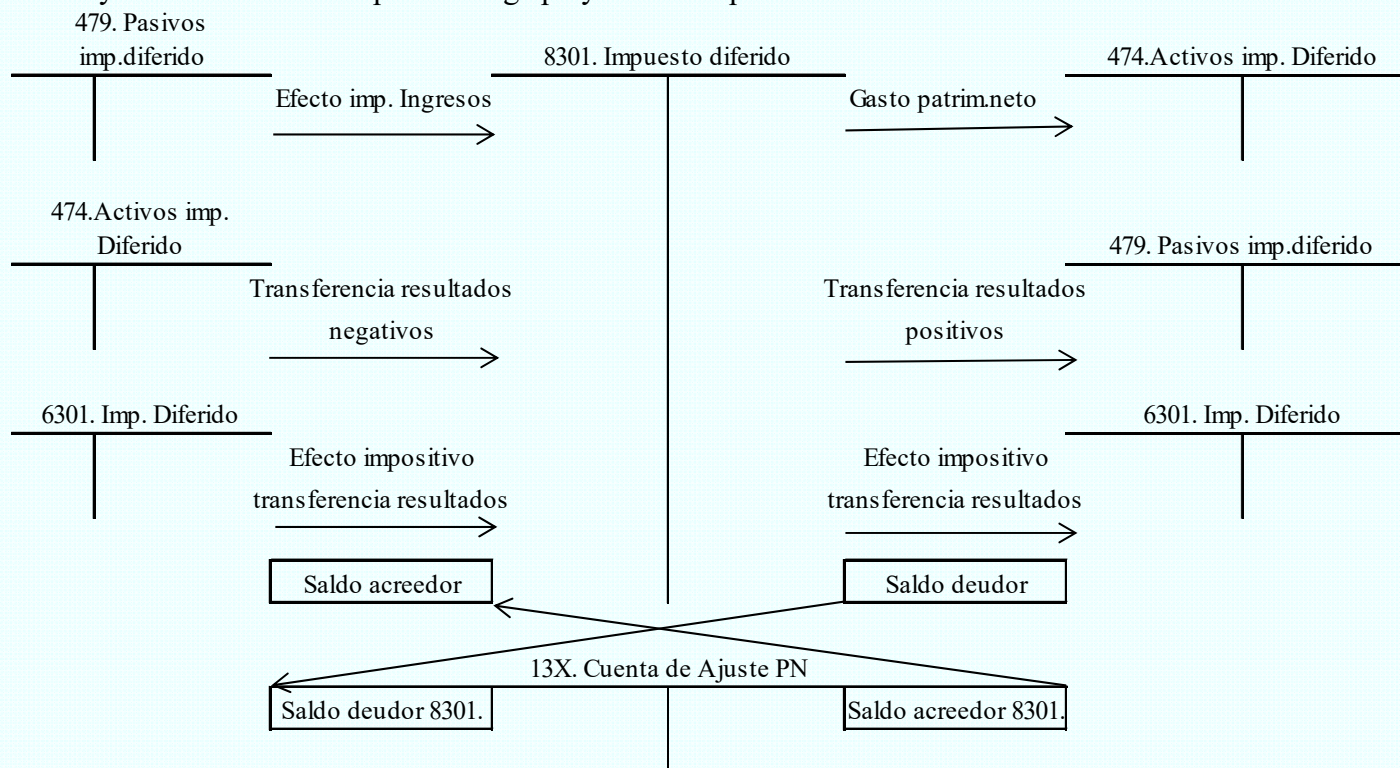 479. Pasivos
imp.diferido
8301. Impuesto diferido
474.Activos imp. Diferido
Efecto imp. Ingresos
Gasto patrim.neto
474.Activos imp.
Diferido
479. Pasivos imp.diferido
Transferencia resultados
negativos
Transferencia resultados
positivos
6301. Imp. Diferido
6301. Imp. Diferido
Efecto impositivo
transferencia resultados
Efecto impositivo
transferencia resultados
Saldo acreedor
Saldo deudor
13X. Cuenta de Ajuste PN
Saldo deudor 8301.
Saldo acreedor 8301.